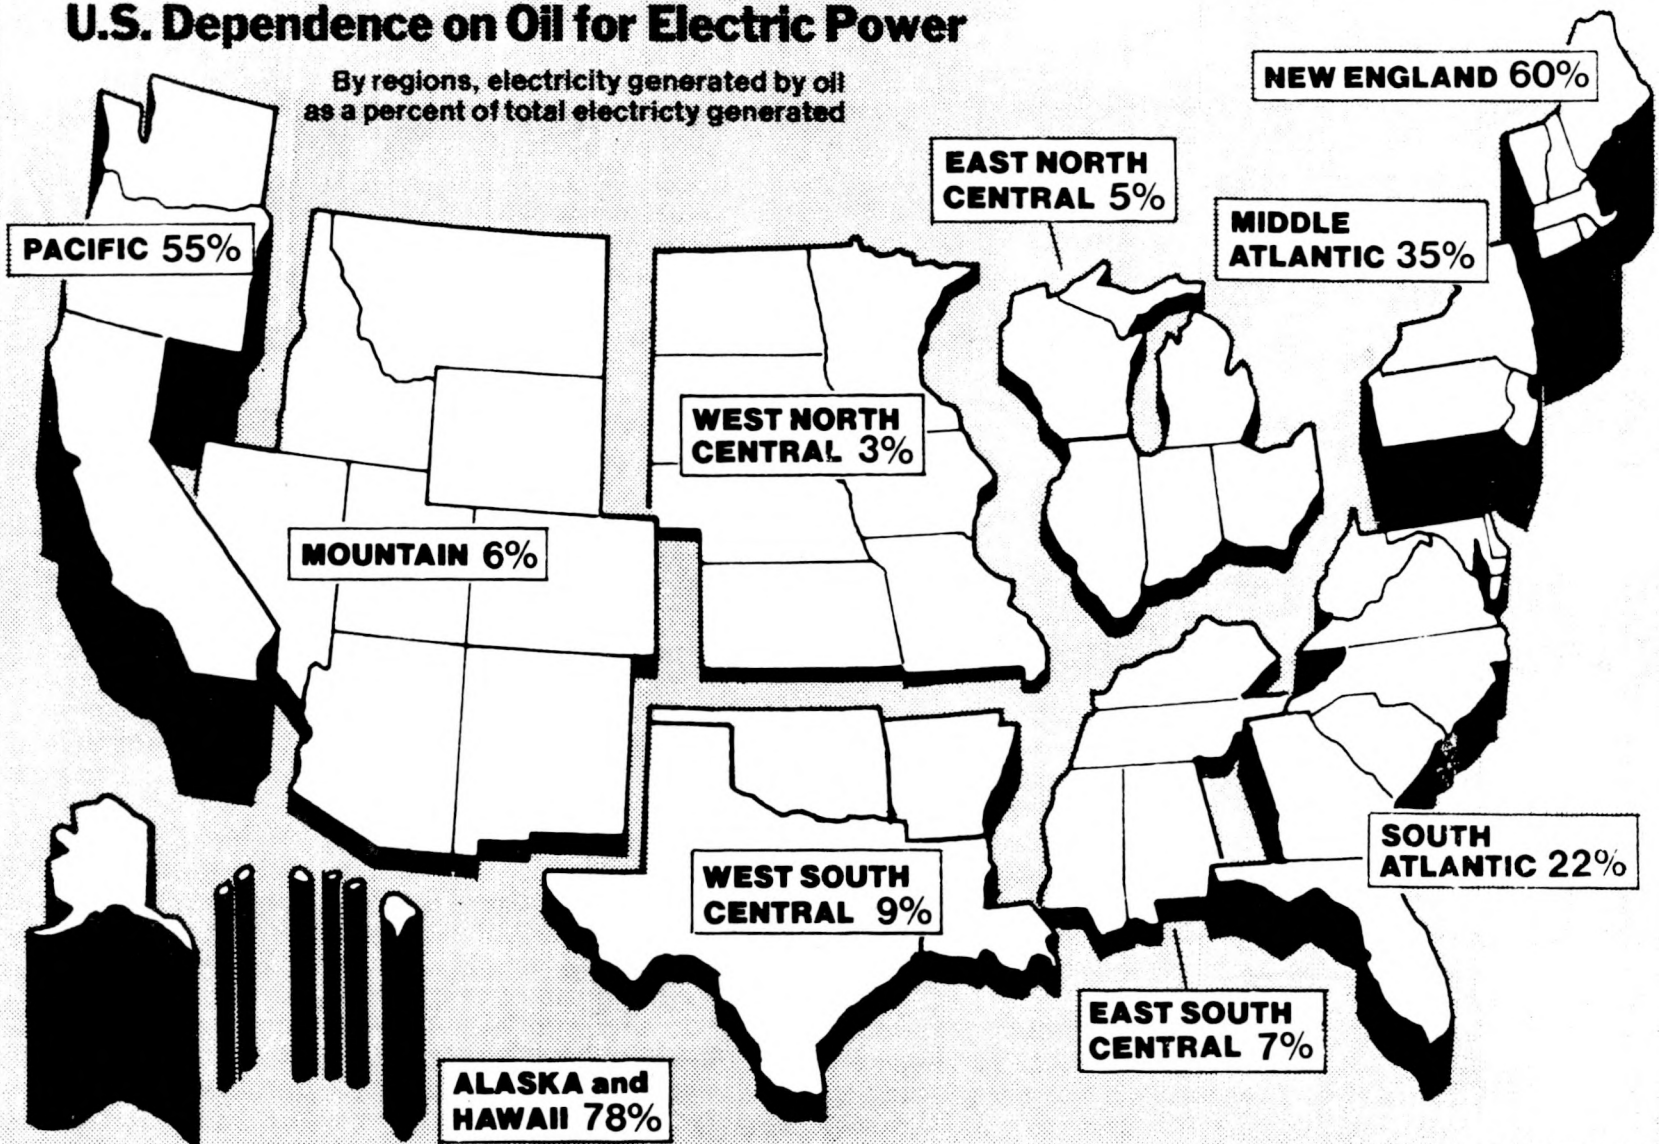 U.S. Dependence on Oil for Electric Power
By regions, electricity generated by oil
as a percent of total electricty generated
NEW ENGLAND 60%
EAST NORTH
CENTRAL 5%
MIDDLE
ATLANTIC 35%
PACIFIC 55%
WEST NORTH
CENTRAL 3%
MOUNTAIN 6%
SOUTH
ATLANTIC 22%
WEST SOUTH
CENTRAL 9%
EAST SOUTH
CENTRAL 7%
ALASKA and
HAWAII 78%